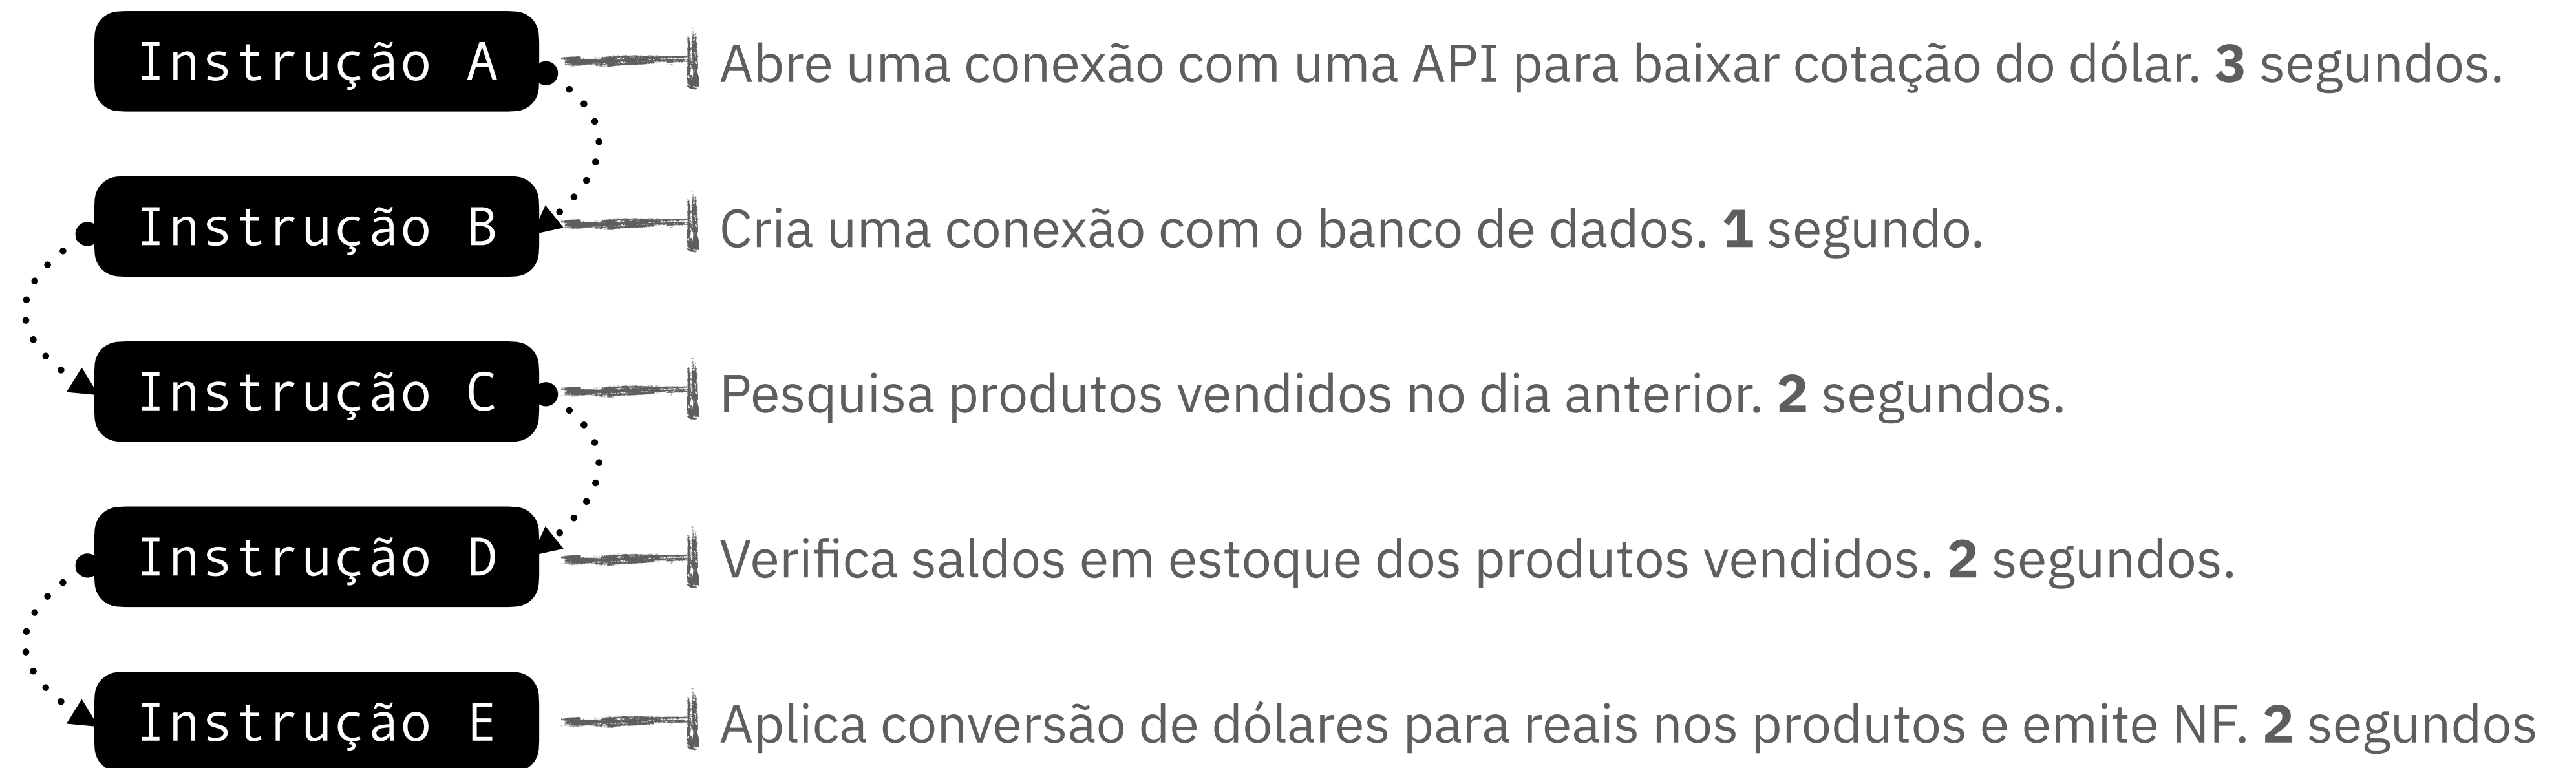 Instrução A
Abre uma conexão com uma API para baixar cotação do dólar. 3 segundos.
Instrução B
Cria uma conexão com o banco de dados. 1 segundo.
Instrução C
Pesquisa produtos vendidos no dia anterior. 2 segundos.
Instrução D
Verifica saldos em estoque dos produtos vendidos. 2 segundos.
Instrução E
Aplica conversão de dólares para reais nos produtos e emite NF. 2 segundos